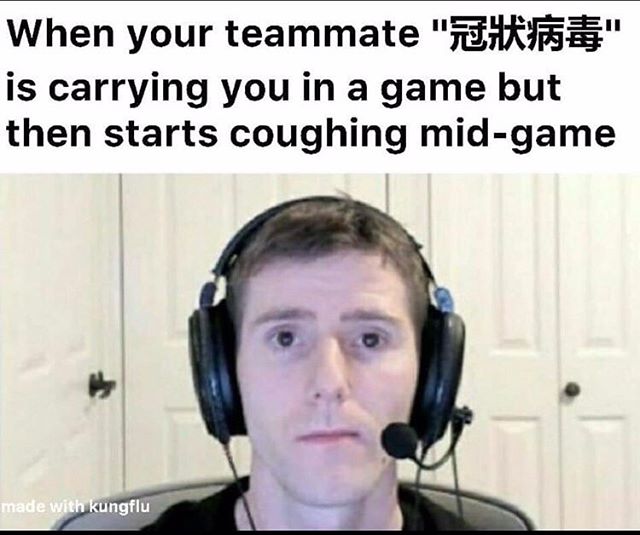 When your teammate "冠狀病毒"
is carrying you in a game but
then starts coughing mid-game
made with kungflu